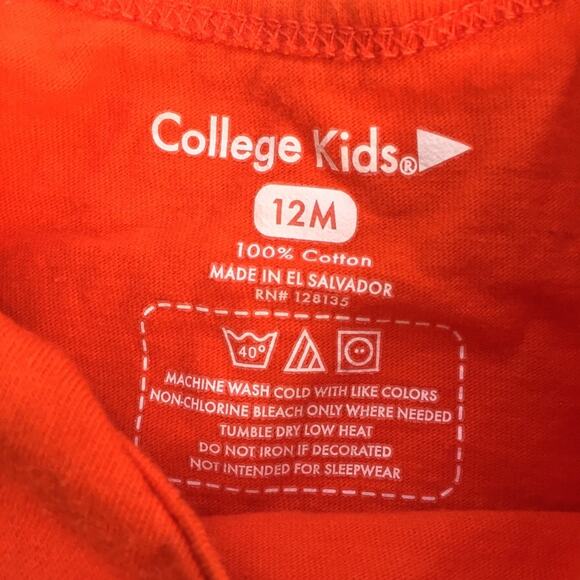 College Kids®
12M
100% Cotton
MADE IN EL SALVADOR
RN# 128135
40°
MACHINE WASH COLD WITH LIKE COLORS
NON-CHLORINE BLEACH ONLY WHERE NEEDED
TUMBLE DRY LOW HEAT
DO NOT IRON IF DECORATED
NOT INTENDED FOR SLEEPWEAR